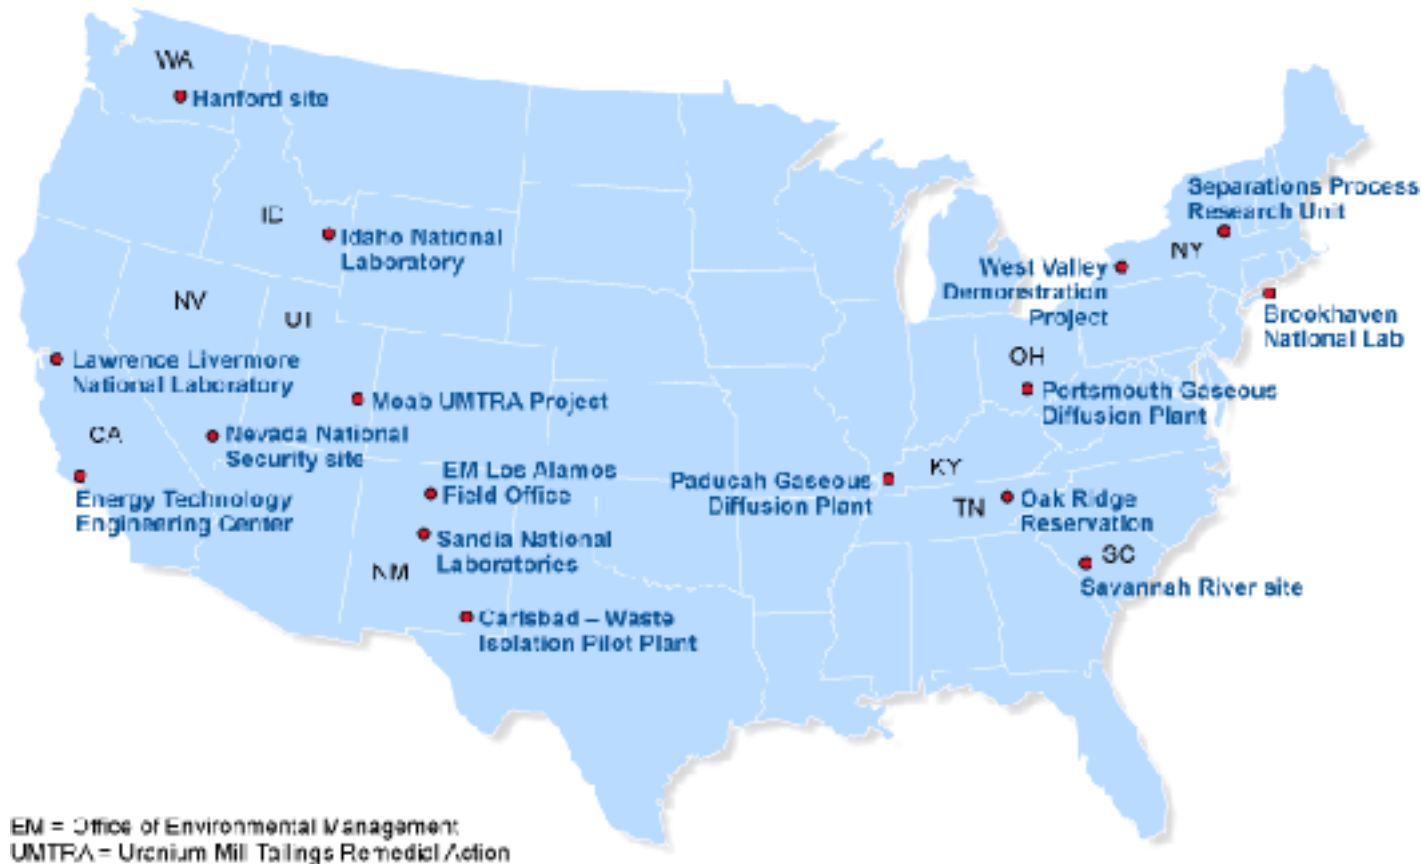 WA
Hanford site
ID
Idaho National
Laboratory
NV
UT
Lawrence Livermore
National Laboratory
Moab UMTRA Project
CA
Nevada National
Security site
Energy Technology
Engineering Center
EM Los Alamos
Field Office
Sandia National
Laboratories
NM
Carlsbad – Waste
Isolation Pilot Plant
Separations Process
Research Unit
NY
West Valley
Demonstration
Project
Brookhaven
National Lab
OH
Portsmouth Gaseous
Diffusion Plant
Paducah Gaseous
Diffusion Plant
KY
TN
Oak Ridge
Reservation
SC
Savannah River site
EM = Office of Environmental Management
UMTRA = Uranium Mill Tailings Remedial Action